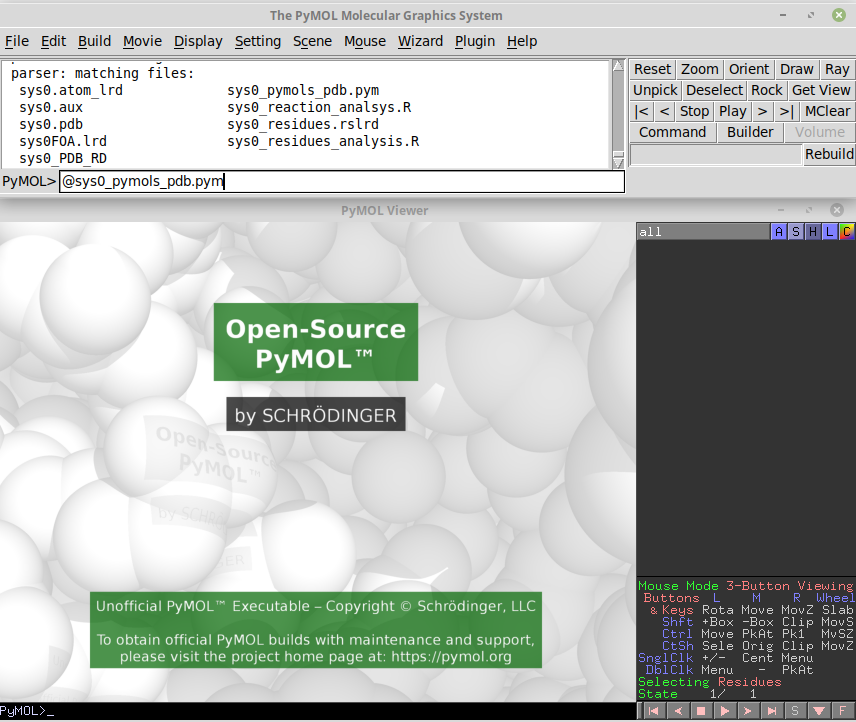 The PyMOL Molecular Graphics System
File Edit Build Movie Display Setting Scene Mouse Wizard Plugin Help
parser: matching files:
sys0.atom_lrd sys0_pymols_pdb.pym
sys0.aux sys0_reaction_analsys.R
sys0.pdb sys0_residues.rslrd
sys0FOA.lrd sys0_residues_analysis.R
sys0_PDB_RD
PyMOL> @sys0_pymols_pdb.pym
Reset Zoom Orient Draw Ray
Unpick Deselect Rock Get View
|< < Stop Play > >| MClear
Command Builder Volume
Rebuild
PyMOL Viewer
all A S H L C
Open-Source
PyMOL™
by SCHRÖDINGER
Open-Source
PyMOL™
by SCHRÖ
Unofficial PyMOL™ Executable – Copyright © Schrödinger, LLC
To obtain official PyMOL builds with maintenance and support,
please visit the project home page at: https://pymol.org
Mouse Mode 3-Button Viewing
Buttons L M R Wheel
& Keys Rota Move MovZ Slab
Shft +Box -Box Clip MovS
Ctrl Move PkAt Pk1 MvSZ
CtSh Sele Orig Clip MovZ
SnglClk +/- Cent Menu
DblClk Menu - PkAt
Selecting Residues
State 1/ 1
PyMOL>_
S F